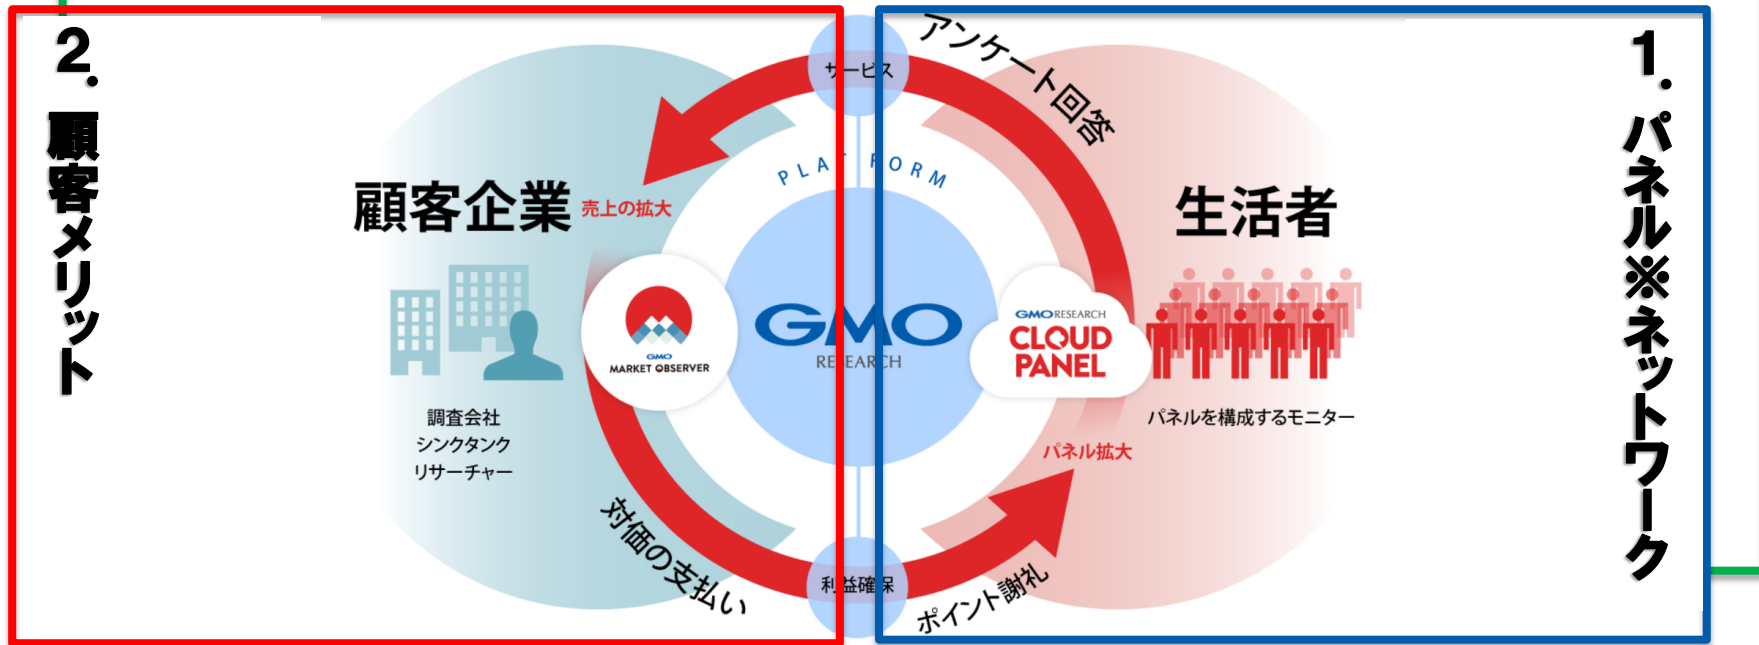 2.顧客メリット
1.パネル※ネットワーク
サービス
アンケート回答
PLATFORM
顧客企業
売上の拡大
生活者
GMO
RESEARCH
GMO
MARKET OBSERVER
GMO RESEARCH
CLOUD
PANEL
調査会社
シンクタンク
リサーチャー
パネルを構成するモニター
パネル拡大
対価の支払い
利益確保
ポイント謝礼